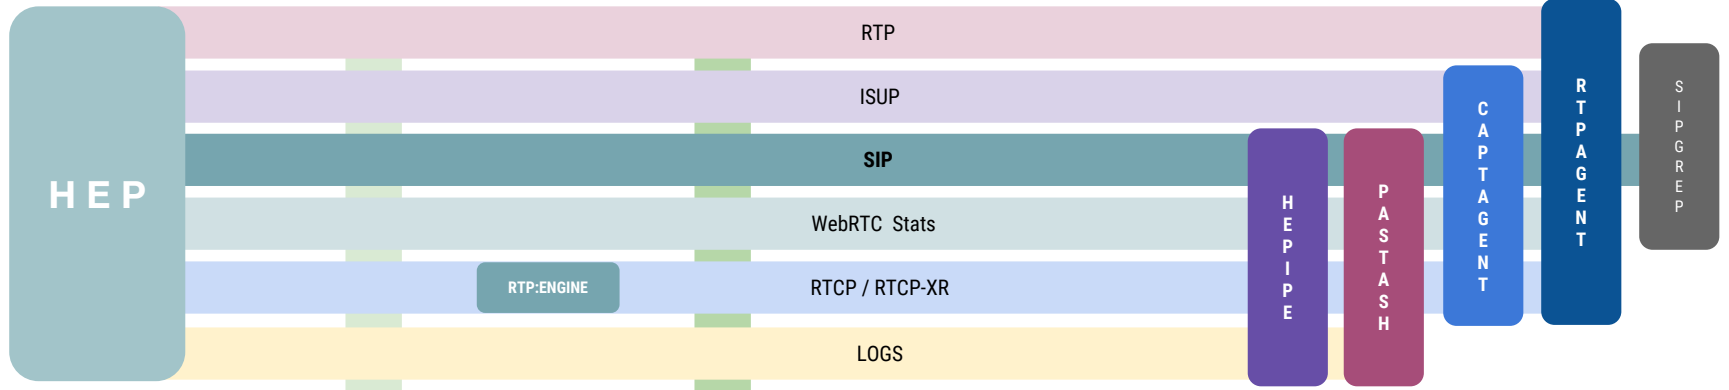 HEP
RTP
ISUP
SIP
WebRTC Stats
RTP:ENGINE
RTCP / RTCP-XR
LOGS
HEPIPE
PASTASH
CAPTAGENT
RTPAGENT
SIPGREP